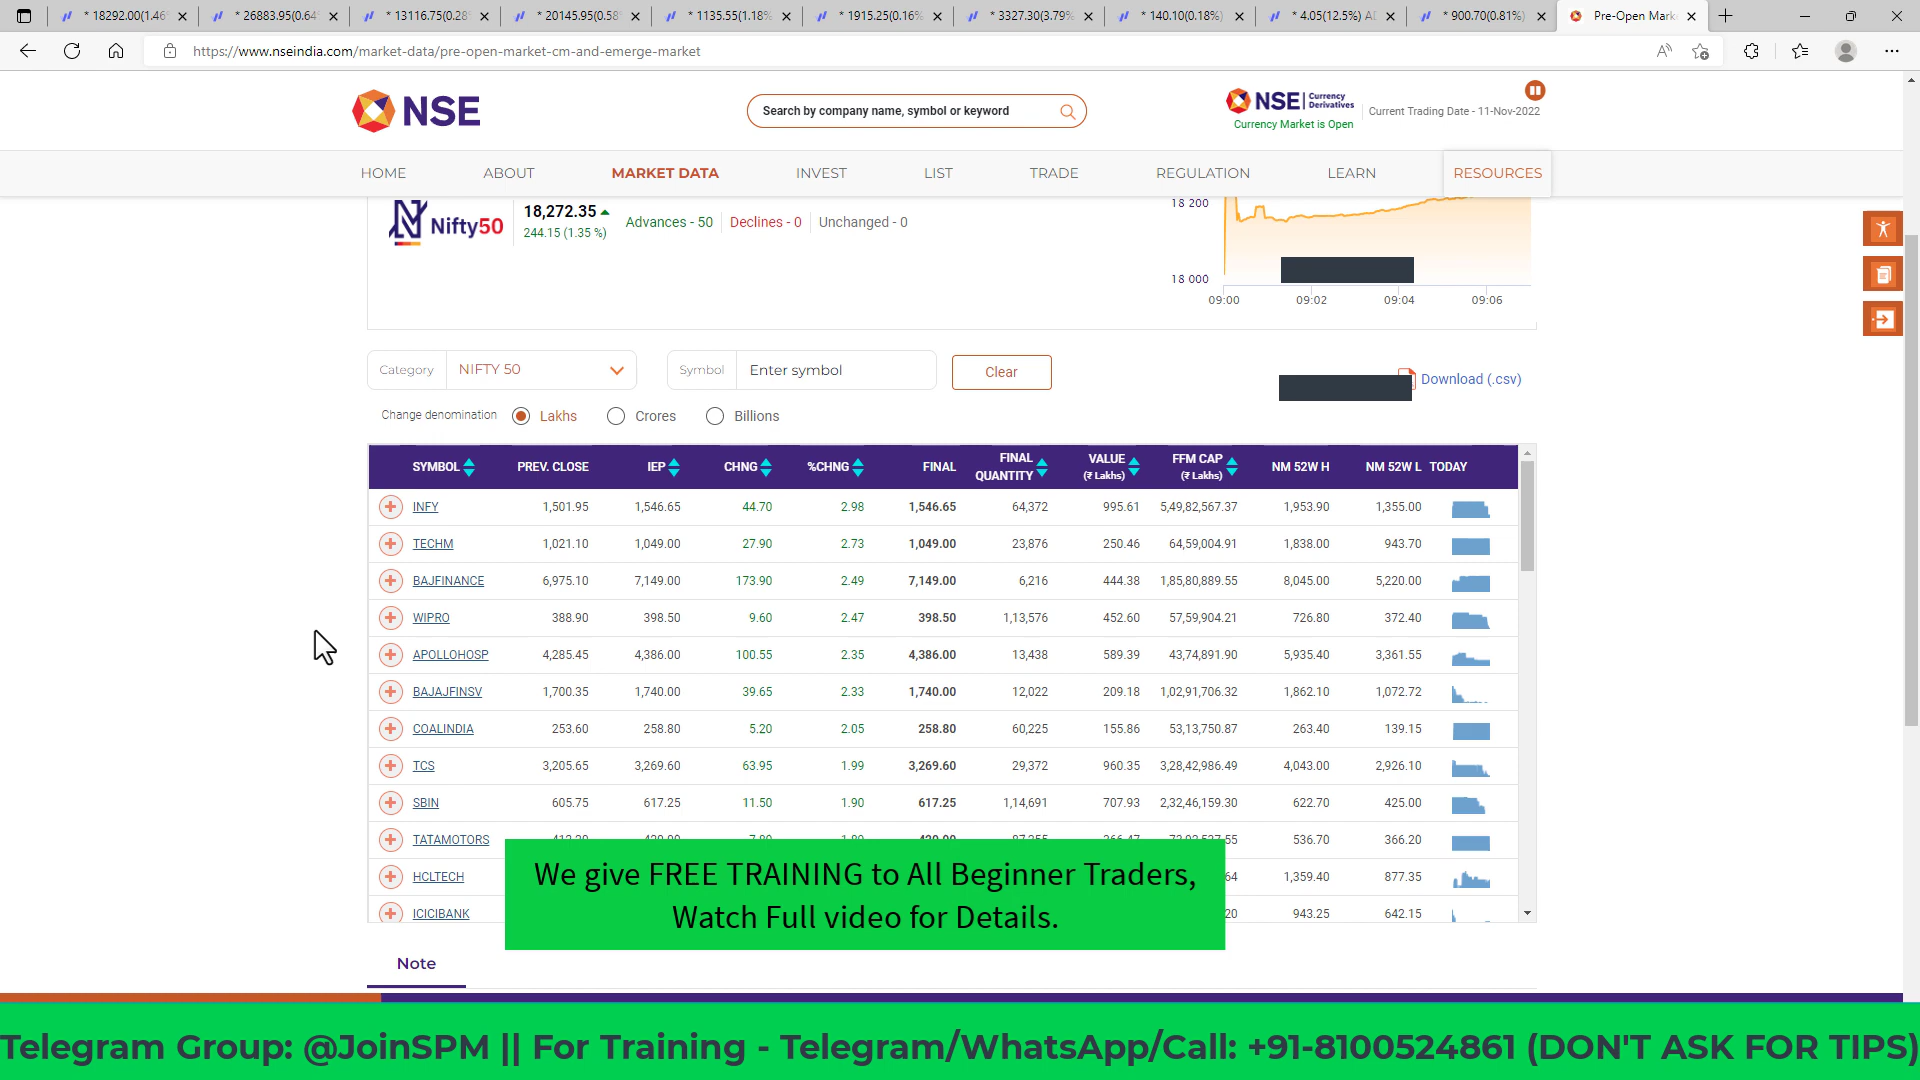 * 18292.00(1.46 * 26883.95(0.64 * 13116.75(0.28 * 20145.95(0.58 * 1135.55(1.18%) * 1915.25(0.16% * 3327.30(3.79% * 140.10(0.18%) * 4.05(12.5%) * 900.70(0.81%) Pre-Open Mark
https://www.nseindia.com/market-data/pre-open-market-cm-and-emerge-market
NSE
Search by company name, symbol or keyword
NSE Currency Derivatives
Currency Market is Open
Current Trading Date - 11-Nov-2022
HOME ABOUT MARKET DATA INVEST LIST TRADE REGULATION LEARN RESOURCES
Nifty50
18,272.35
244.15 (1.35 %)
Advances - 50 Declines - 0 Unchanged - 0
18 200
18 000
09:00 09:02 09:04 09:06
Category NIFTY 50 Symbol Enter symbol Clear
Download (.csv)
Change denomination Lakhs Crores Billions
SYMBOL PREV. CLOSE IEP CHNG %CHNG FINAL FINAL QUANTITY VALUE (₹ Lakhs) FFM CAP (₹ Lakhs) NM 52W H NM 52W L TODAY
INFY 1,501.95 1,546.65 44.70 2.98 1,546.65 64,372 995.61 5,49,82,567.37 1,953.90 1,355.00
TECHM 1,021.10 1,049.00 27.90 2.73 1,049.00 23,876 250.46 64,59,004.91 1,838.00 943.70
BAJFINANCE 6,975.10 7,149.00 173.90 2.49 7,149.00 6,216 444.38 1,85,80,889.55 8,045.00 5,220.00
WIPRO 388.90 398.50 9.60 2.47 398.50 1,13,576 452.60 57,59,904.21 726.80 372.40
APOLLOHOSP 4,285.45 4,386.00 100.55 2.35 4,386.00 13,438 589.39 43,74,891.90 5,935.40 3,361.55
BAJAJFINSV 1,700.35 1,740.00 39.65 2.33 1,740.00 12,022 209.18 1,02,91,706.32 1,862.10 1,072.72
COALINDIA 253.60 258.80 5.20 2.05 258.80 60,225 155.86 53,13,750.87 263.40 139.15
TCS 3,205.65 3,269.60 63.95 1.99 3,269.60 29,372 960.35 3,28,42,986.49 4,043.00 2,926.10
SBIN 605.75 617.25 11.50 1.90 617.25 1,14,691 707.93 2,32,46,159.30 622.70 425.00
TATAMOTORS 536.70 366.20
HCLTECH 64 1,359.40 877.35
ICICIBANK 20 943.25 642.15
We give FREE TRAINING to All Beginner Traders,
Watch Full video for Details.
Note
Telegram Group: @JoinSPM || For Training - Telegram/WhatsApp/Call: +91-8100524861 (DON'T ASK FOR TIPS)